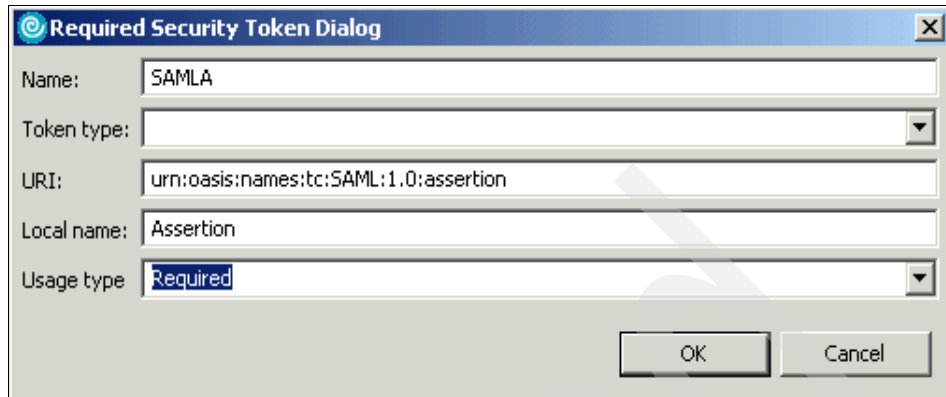 Required Security Token Dialog
Name: SAMLA
Token type:
URI: urn:oasis:names:tc:SAML:1.0:assertion
Local name: Assertion
Usage type Required
OK Cancel